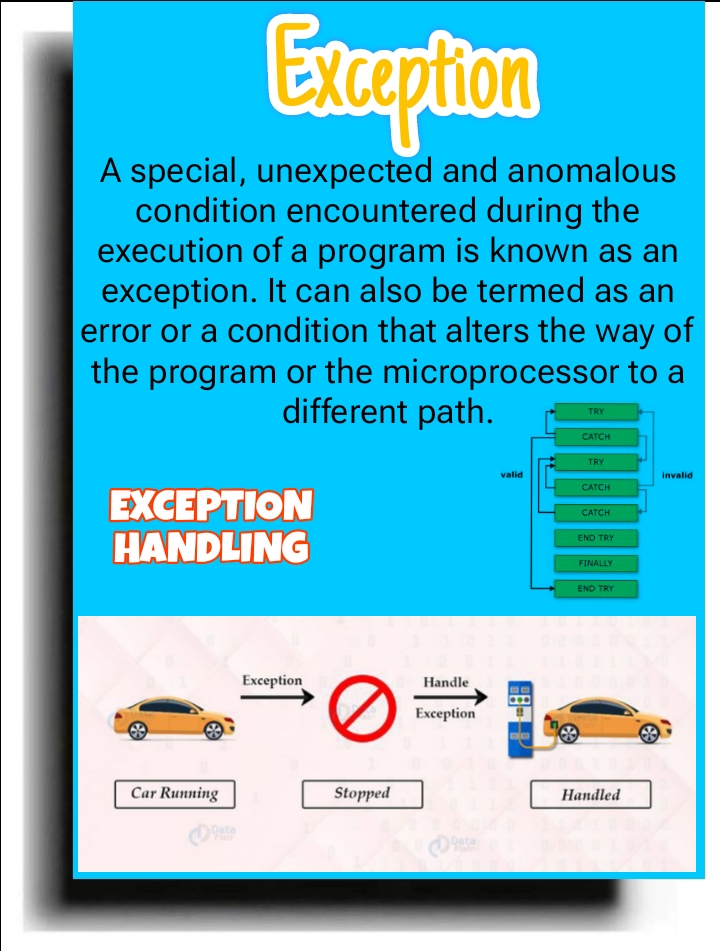 Exception
A special, unexpected and anomalous
condition encountered during the
execution of a program is known as an
exception. It can also be termed as an
error or a condition that alters the way of
the program or the microprocessor to a
different path.
TRY
CATCH
TRY
valid
invalid
CATCH
CATCH
END TRY
FINALLY
END TRY
EXCEPTION
HANDLING
Exception
Handle
Exception
Car Running
Stopped
Handled
Data
Flair
Data
Flair